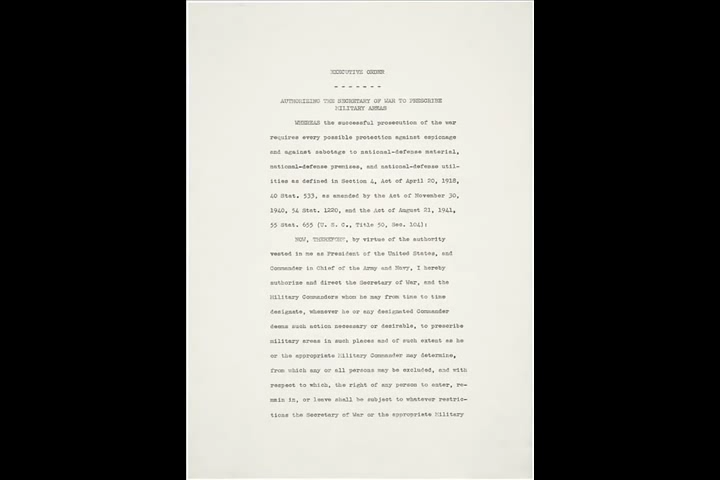 EXECUTIVE ORDER
- - - - - - -
AUTHORIZING THE SECRETARY OF WAR TO PRESCRIBE
MILITARY AREAS
WHEREAS the successful prosecution of the war
requires every possible protection against espionage
and against sabotage to national-defense material,
national-defense premises, and national-defense util-
ities as defined in Section 4, Act of April 20, 1918,
40 Stat. 533, as amended by the Act of November 30,
1940, 54 Stat. 1220, and the Act of August 21, 1941,
55 Stat. 655 (U. S. C., Title 50, Sec. 104):
NOW, THEREFORE, by virtue of the authority
vested in me as President of the United States, and
Commander in Chief of the Army and Navy, I hereby
authorize and direct the Secretary of War, and the
Military Commanders whom he may from time to time
designate, whenever he or any designated Commander
deems such action necessary or desirable, to prescribe
military areas in such places and of such extent as he
or the appropriate Military Commander may determine,
from which any or all persons may be excluded, and with
respect to which, the right of any person to enter, re-
main in, or leave shall be subject to whatever restric-
tions the Secretary of War or the appropriate Military